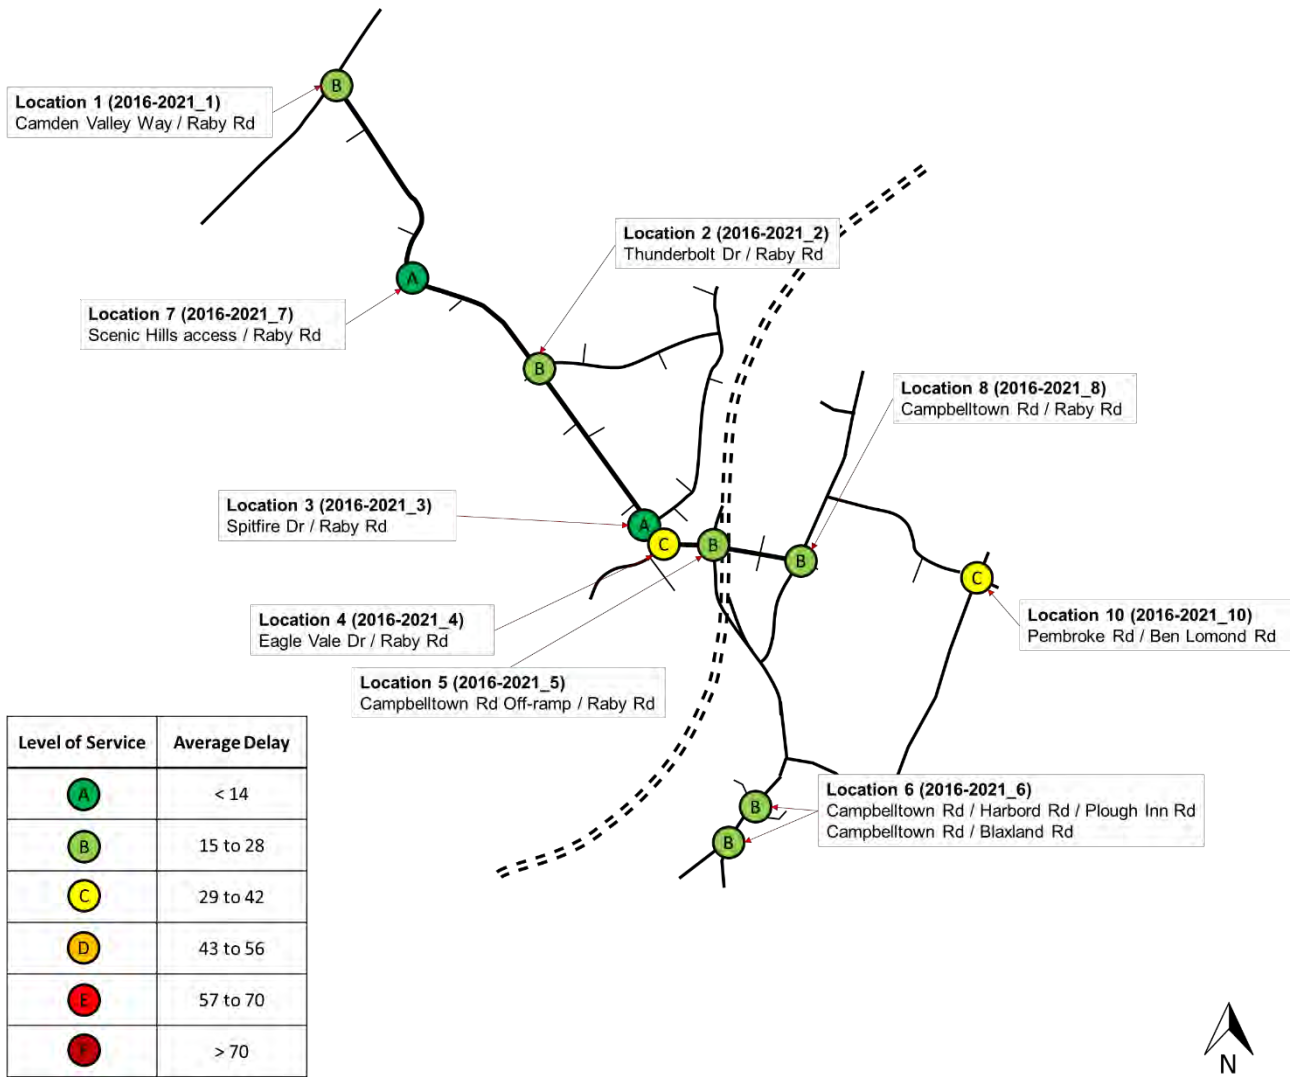 B
Location 1 (2016-2021_1)
Camden Valley Way / Raby Rd
Location 2 (2016-2021_2)
Thunderbolt Dr / Raby Rd
A
Location 7 (2016-2021_7)
Scenic Hills access / Raby Rd
B
Location 8 (2016-2021_8)
Campbelltown Rd / Raby Rd
Location 3 (2016-2021_3)
Spitfire Dr / Raby Rd
A
C
B
B
C
Location 4 (2016-2021_4)
Eagle Vale Dr / Raby Rd
Location 10 (2016-2021_10)
Pembroke Rd / Ben Lomond Rd
Location 5 (2016-2021_5)
Campbelltown Rd Off-ramp / Raby Rd
Location 6 (2016-2021_6)
Campbelltown Rd / Harbord Rd / Plough Inn Rd
Campbelltown Rd / Blaxland Rd
B
B
Level of Service Average Delay
A < 14
B 15 to 28
C 29 to 42
D 43 to 56
E 57 to 70
F > 70
N